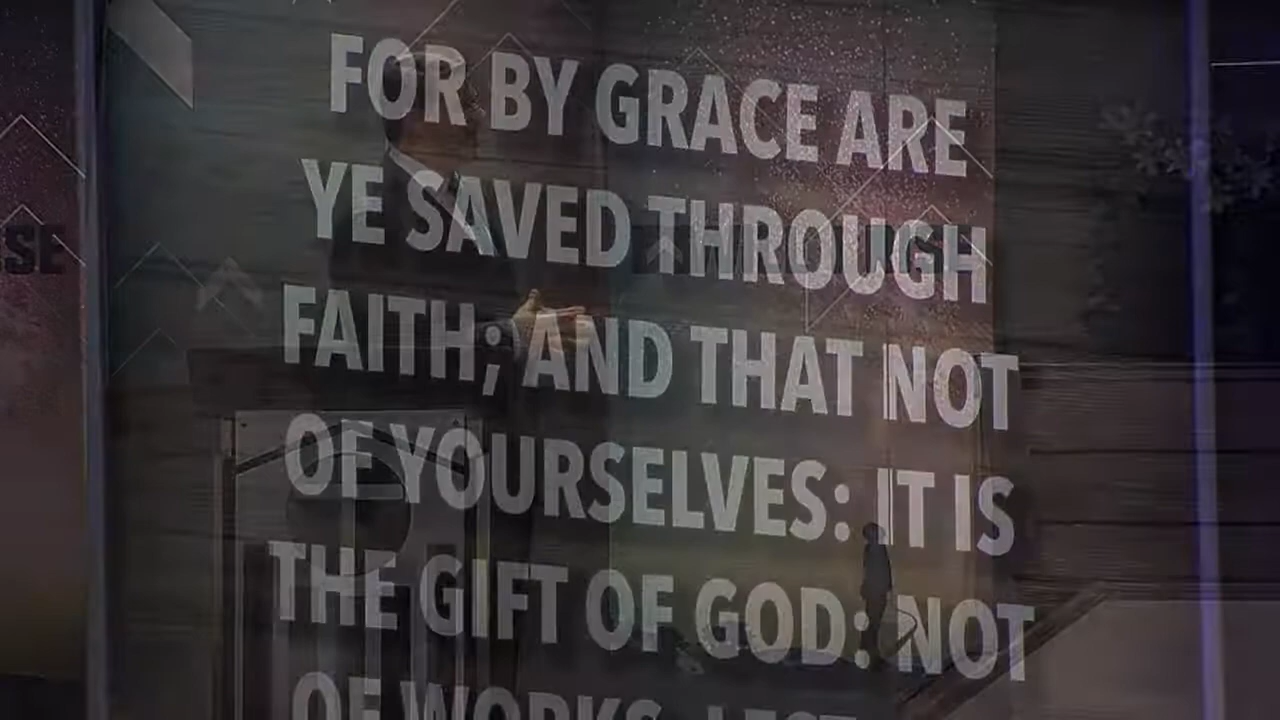 FOR BY GRACE ARE
YE SAVED THROUGH
FAITH; AND THAT NOT
OF YOURSELVES: IT IS
THE GIFT OF GOD: NOT
OF WORKS, LEST
SE